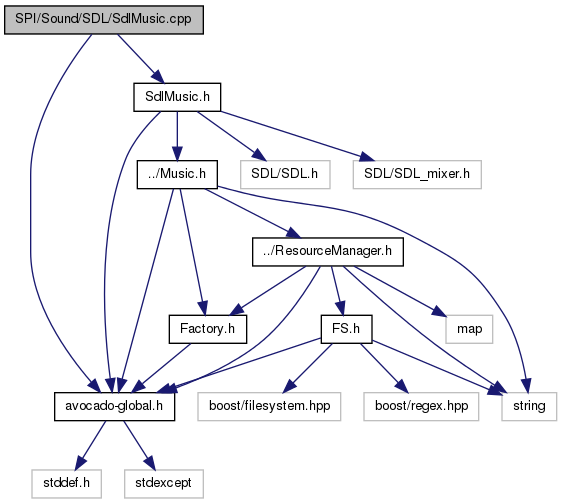 SPI/Sound/SDL/SdlMusic.cpp
SdlMusic.h
../Music.h
SDL/SDL.h
SDL/SDL_mixer.h
../ResourceManager.h
Factory.h
FS.h
map
avocado-global.h
boost/filesystem.hpp
boost/regex.hpp
string
stddef.h
stdexcept